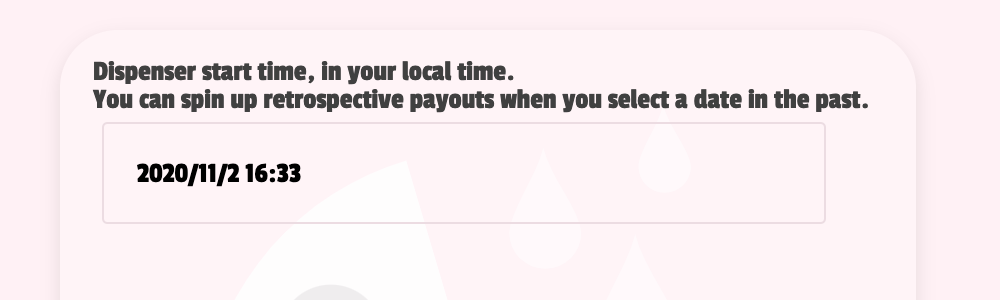 Dispenser start time, in your local time.
You can spin up retrospective payouts when you select a date in the past.
2020/11/2 16:33